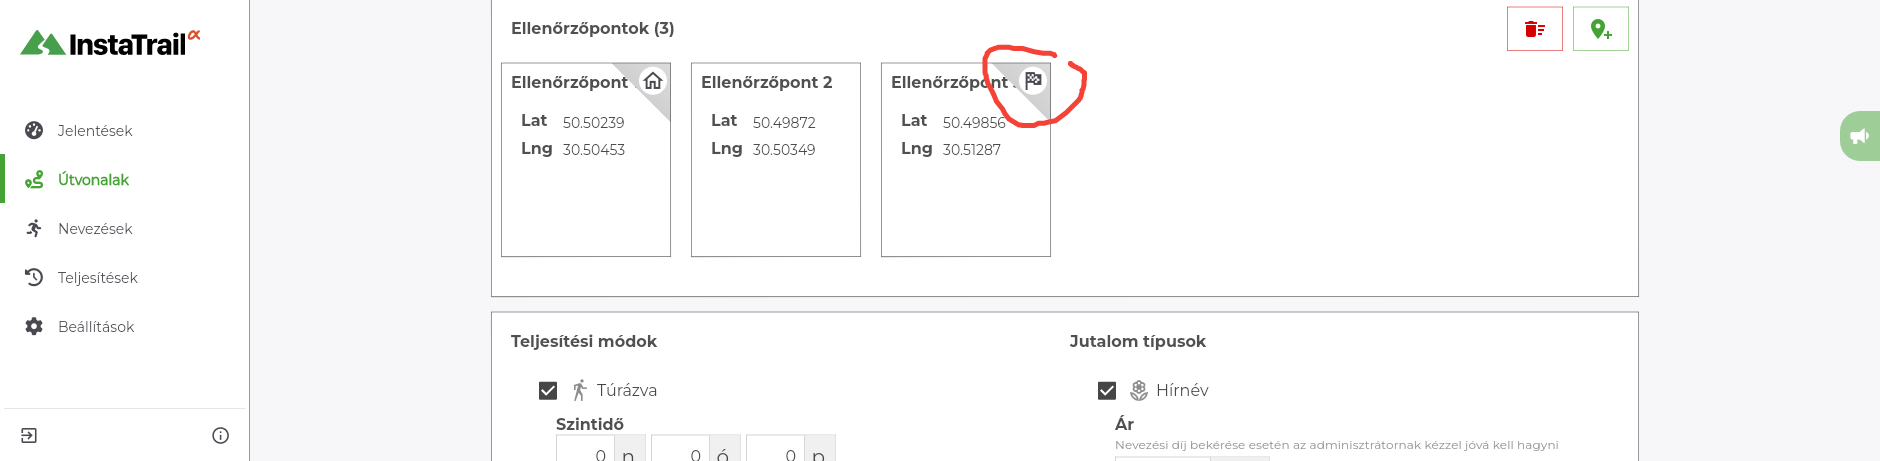 InstaTrail α
Jelentések
Útvonalak
Nevezések
Teljesítések
Beállítások
Ellenőrzőpontok (3)
Ellenőrzőpont
Lat 50.50239
Lng 30.50453
Ellenőrzőpont 2
Lat 50.49872
Lng 30.50349
Ellenőrzőpont
Lat 50.49856
Lng 30.51287
Teljesítési módok
Túrázva
Szintidő
0 n 0 ó 0 p
Jutalom típusok
Hírnév
Ár
Nevezési díj bekérése esetén az adminisztrátornak kézzel jóvá kell hagyni